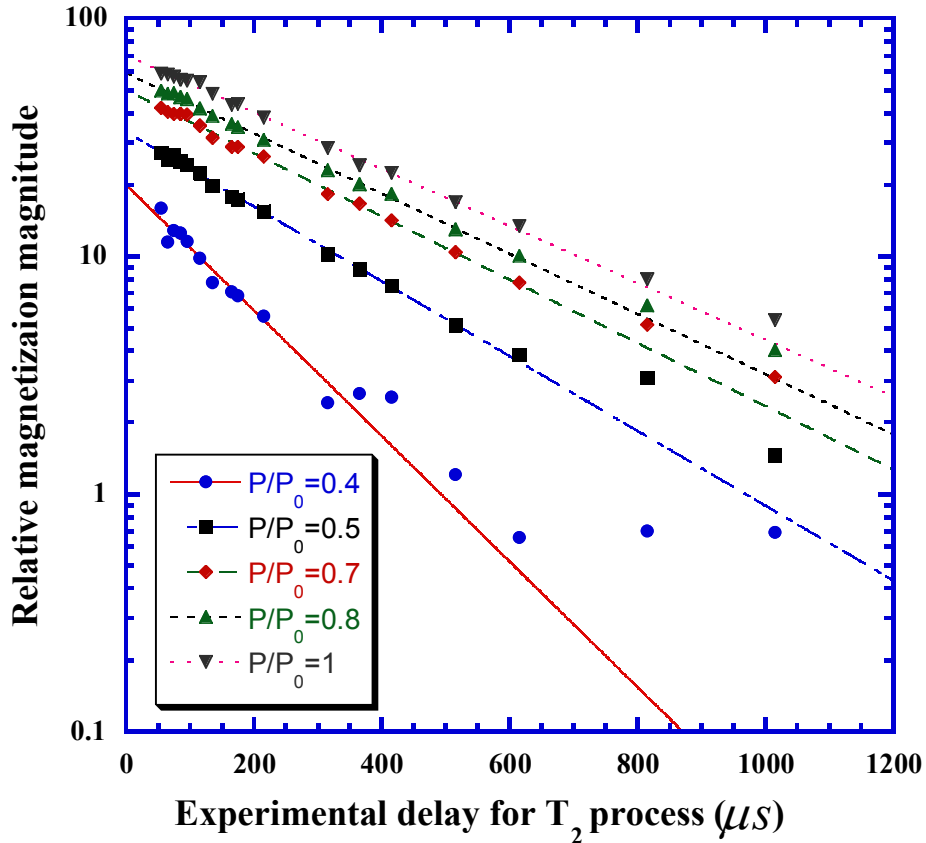 Relative magnetizaion magnitude
100
10
1
0.1
P/P0=0.4
P/P0=0.5
P/P0=0.7
P/P0=0.8
P/P0=1
0 200 400 600 800 1000 1200
Experimental delay for T2 process (μs)